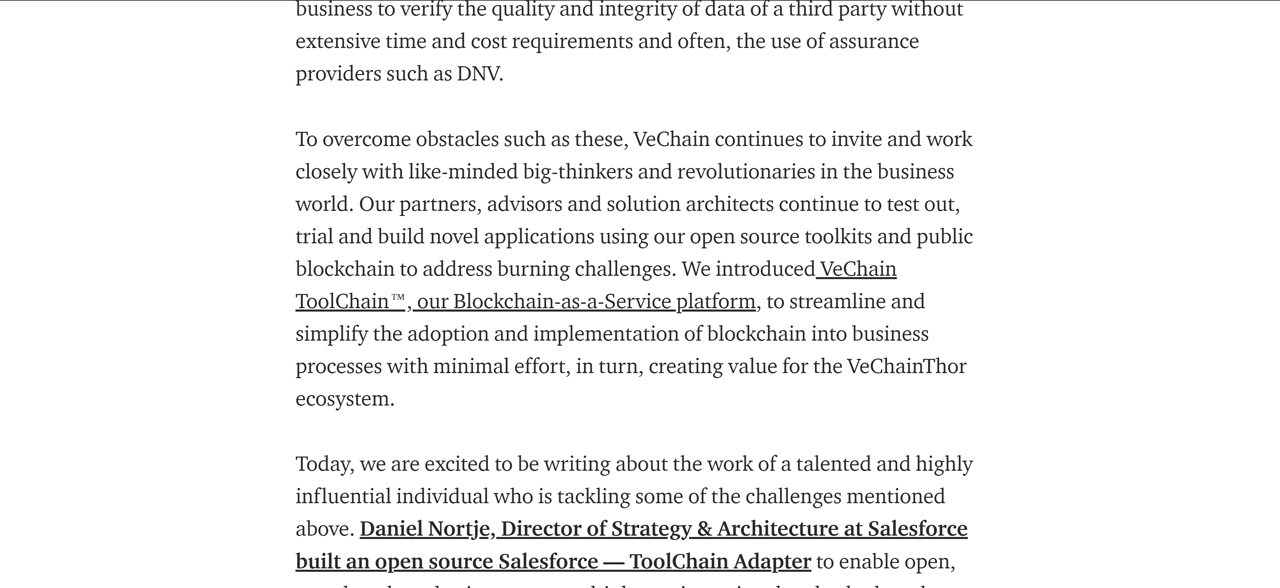 business to verify the quality and integrity of data of a third party without
extensive time and cost requirements and often, the use of assurance
providers such as DNV.
To overcome obstacles such as these, VeChain continues to invite and work
closely with like-minded big-thinkers and revolutionaries in the business
world. Our partners, advisors and solution architects continue to test out,
trial and build novel applications using our open source toolkits and public
blockchain to address burning challenges. We introduced VeChain
ToolChain™, our Blockchain-as-a-Service platform, to streamline and
simplify the adoption and implementation of blockchain into business
processes with minimal effort, in turn, creating value for the VeChainThor
ecosystem.
Today, we are excited to be writing about the work of a talented and highly
influential individual who is tackling some of the challenges mentioned
above. Daniel Nortje, Director of Strategy & Architecture at Salesforce
built an open source Salesforce — ToolChain Adapter to enable open,